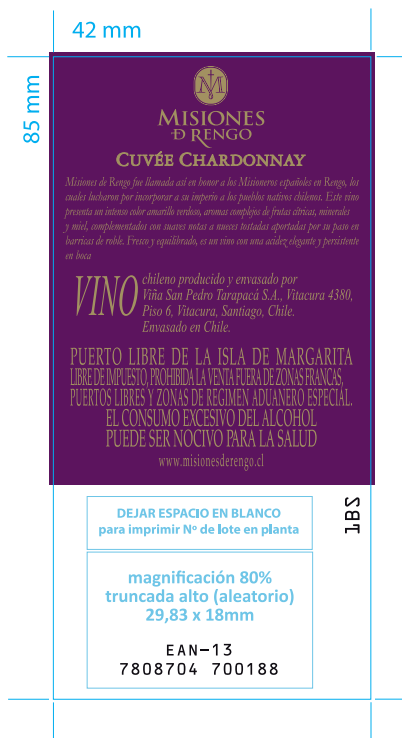 42 mm
85 mm
M
MISIONES
D RENGO
CUVÉE CHARDONNAY
Misiones de Rengo fue llamada así en honor a los Misioneros españoles en Rengo, los
cuales lucharon por incorporar a su imperio a los pueblos nativos chilenos. Este vino
presenta un intenso color amarillo verdoso, aromas complejos de frutas cítricas, minerales
y miel, complementados con suaves notas a nueces tostadas aportadas por su paso en
barricas de roble. Fresco y equilibrado, es un vino con una acidez elegante y persistente
en boca
VINO
chileno producido y envasado por
Viña San Pedro Tarapacá S.A., Vitacura 4380,
Piso 6, Vitacura, Santiago, Chile.
Envasado en Chile.
PUERTO LIBRE DE LA ISLA DE MARGARITA
LIBRE DE IMPUESTO, PROHIBIDA LA VENTA FUERA DE ZONAS FRANCAS,
PUERTOS LIBRES Y ZONAS DE REGIMEN ADUANERO ESPECIAL.
EL CONSUMO EXCESIVO DEL ALCOHOL
PUEDE SER NOCIVO PARA LA SALUD
www.misionesderengo.cl
1BS
DEJAR ESPACIO EN BLANCO
para imprimir Nº de lote en planta
magnificación 80%
truncada alto (aleatorio)
29,83 x 18mm
EAN-13
7808704 700188